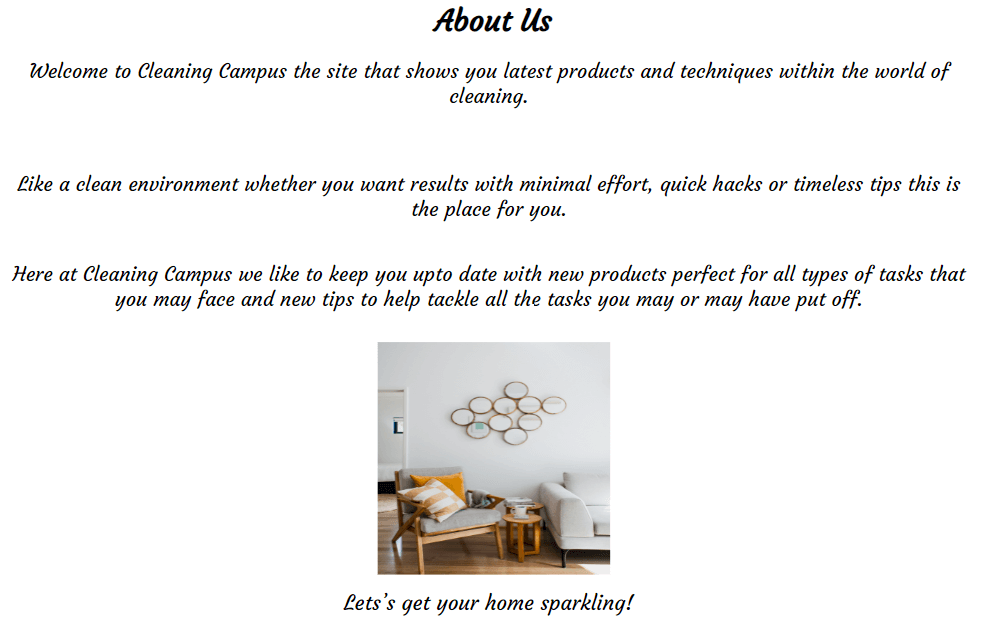 About Us
Welcome to Cleaning Campus the site that shows you latest products and techniques within the world of
cleaning.
Like a clean environment whether you want results with minimal effort, quick hacks or timeless tips this is
the place for you.
Here at Cleaning Campus we like to keep you upto date with new products perfect for all types of tasks that
you may face and new tips to help tackle all the tasks you may or may have put off.
Lets's get your home sparkling!